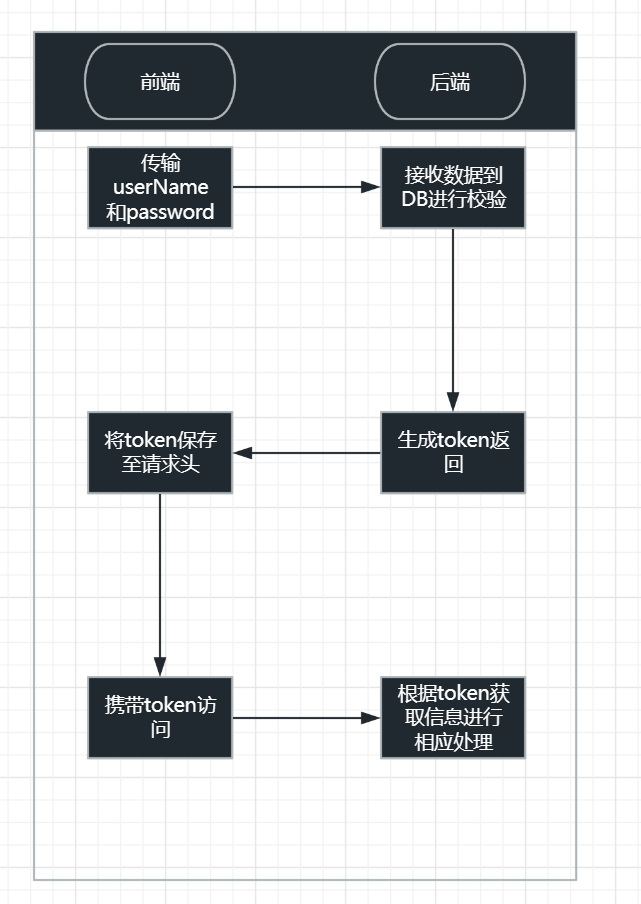 前端
后端
传输
userName
和password
接收数据到
DB进行校验
将token保存
至请求头
生成token返
回
携带token访
问
根据token获
取信息进行
相应处理